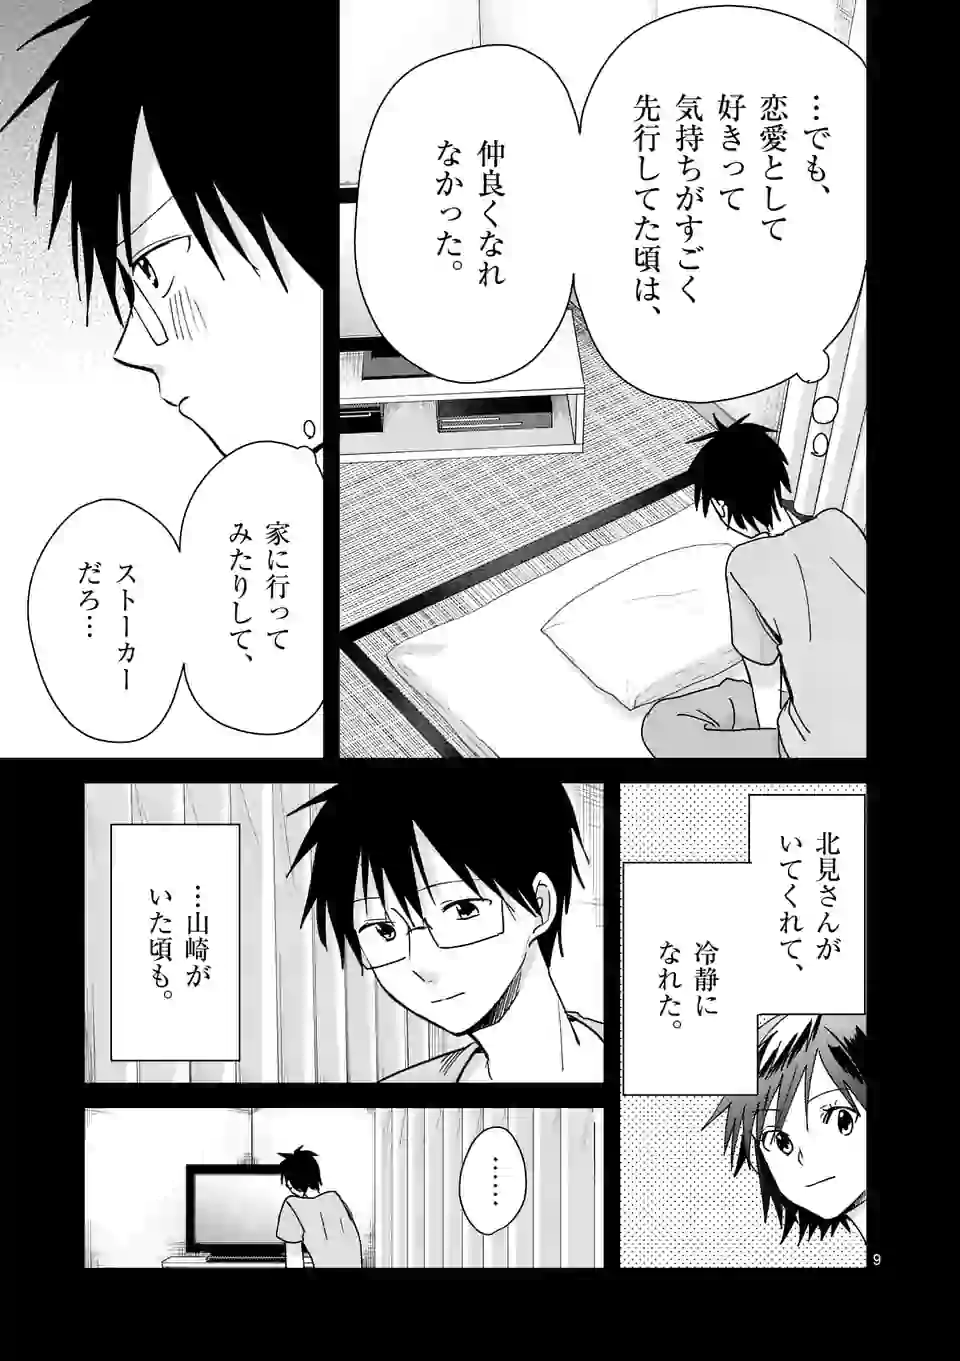 …でも、
恋愛として
好きって
気持ちがすごく
先行してた頃は、
仲良くなれ
なかった。
家に行って
みたりして、
ストーカー
だろ…
北見さんが
いてくれて、
冷静に
なれた。
…山崎が
いた頃も。
……
9